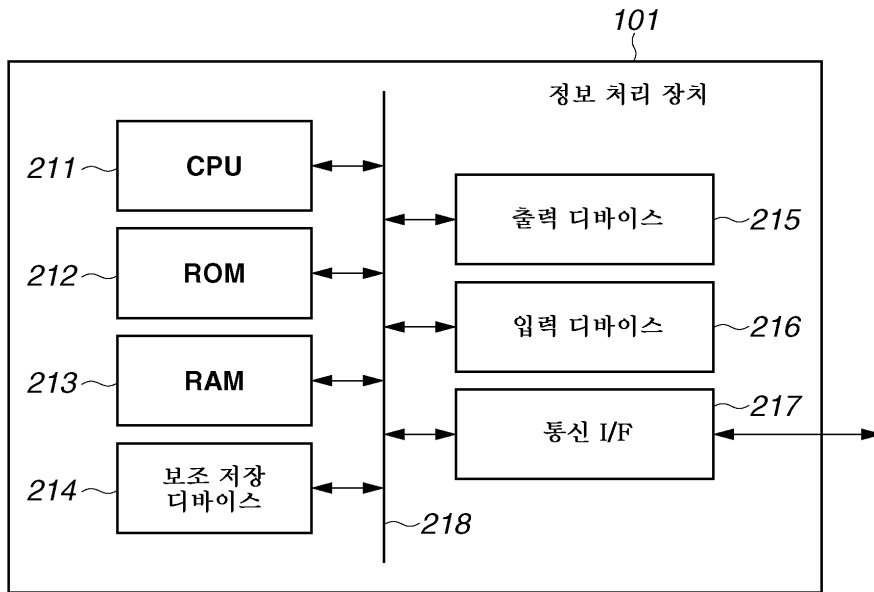 101
정보 처리 장치
211
CPU
212
ROM
213
RAM
214
보조 저장
디바이스
출력 디바이스
215
입력 디바이스
216
통신 I/F
217
218